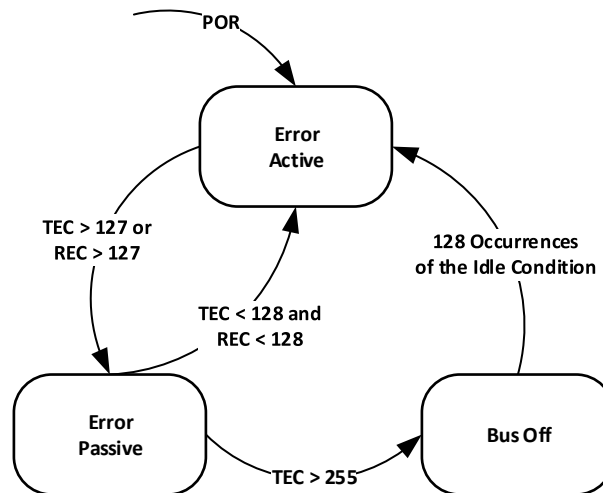 POR
Error
Active
TEC > 127 or
REC > 127
128 Occurrences
of the Idle Condition
TEC < 128 and
REC < 128
Error
Passive
Bus Off
TEC > 255